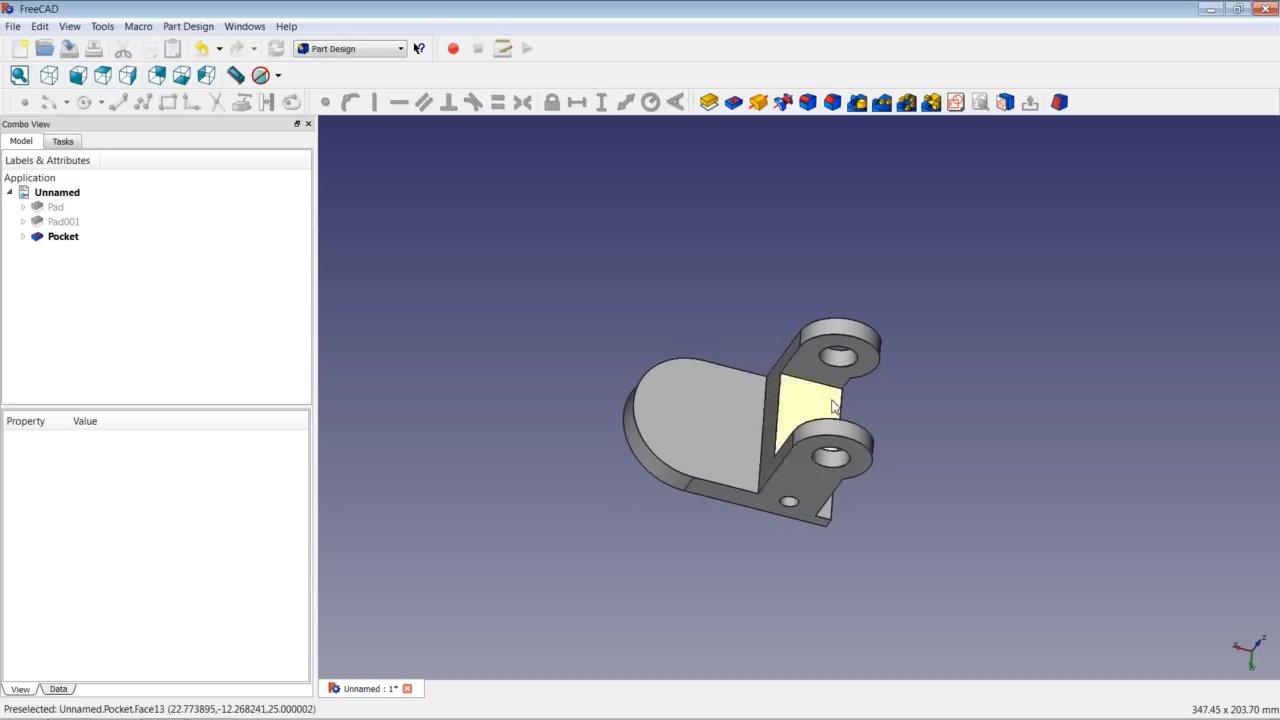 FreeCAD
File Edit View Tools Macro Part Design Windows Help
Part Design
Combo View
Model Tasks
Labels & Attributes
Application
Unnamed
Pad
Pad001
Pocket
Property Value
View Data
Unnamed : 1*
Preselected: Unnamed.Pocket.Face13 (22.773895,-12.268241,25.000002)
347.45 x 203.70 mm